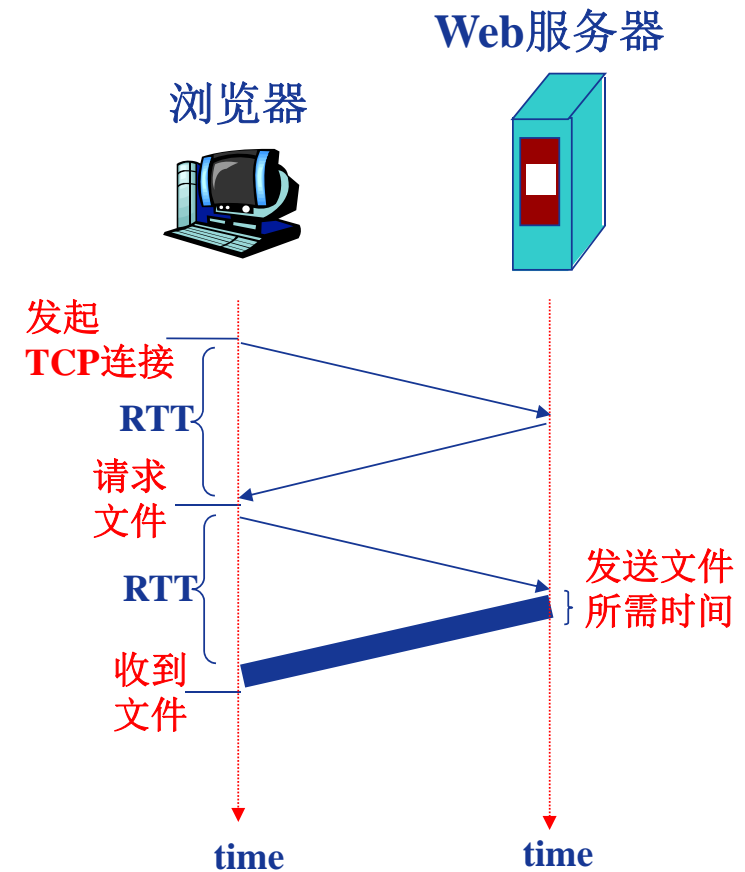 Web服务器
浏览器
发起
TCP连接
RTT
请求
文件
RTT
发送文件
所需时间
收到
文件
time
time